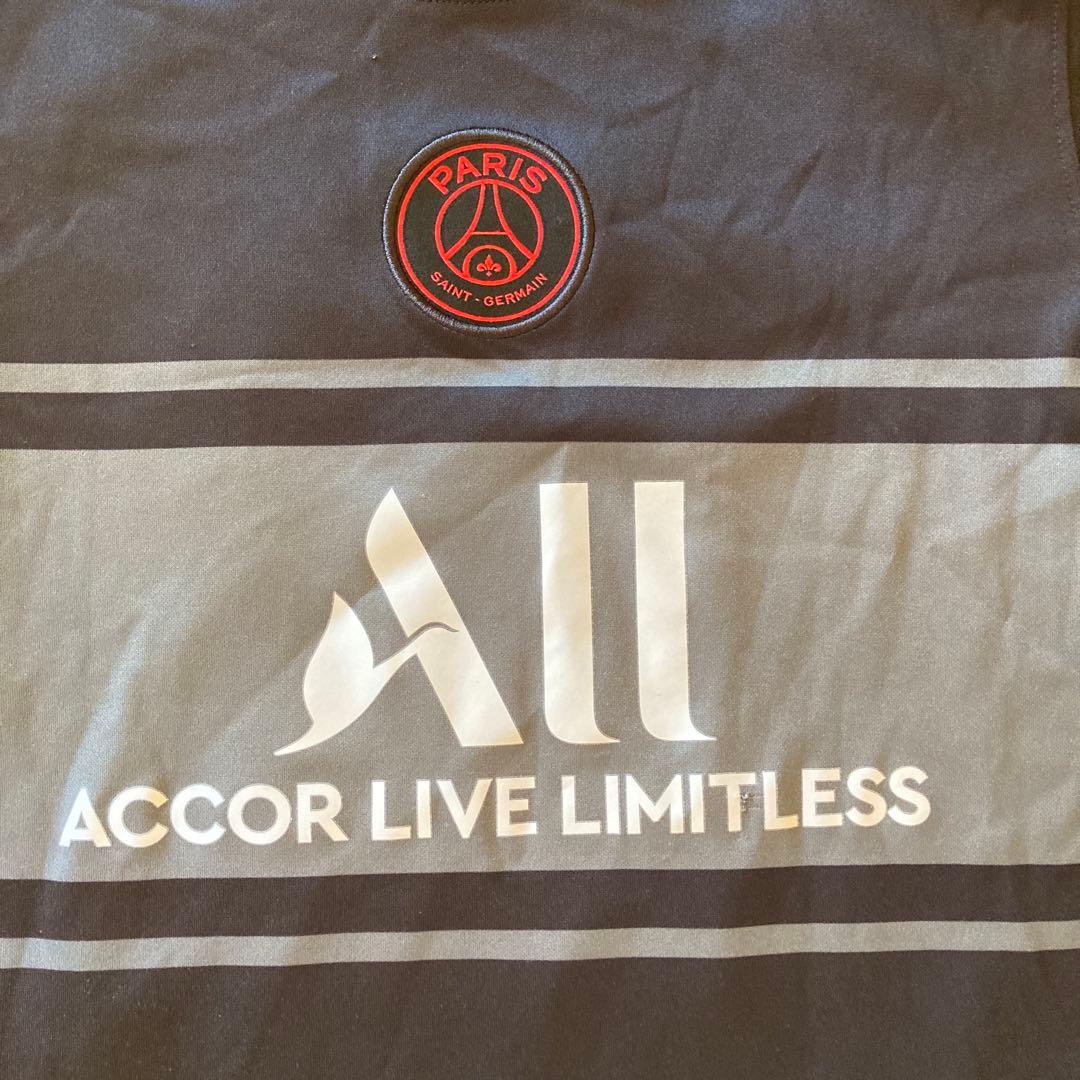 PARIS
SAINT-GERMAIN
All
ACCOR LIVE LIMITLESS